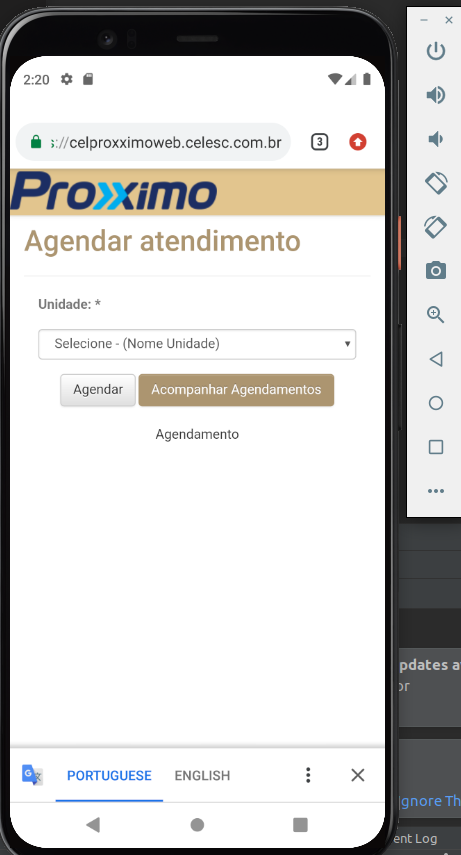 2:20
s://celproxximoweb.celesc.com.br
3
Proxximo
Agendar atendimento
Unidade: *
Selecione - (Nome Unidade)
Agendar Acompanhar Agendamentos
Agendamento
pdates a
or
G PORTUGUESE ENGLISH
gnore Th
ent Log